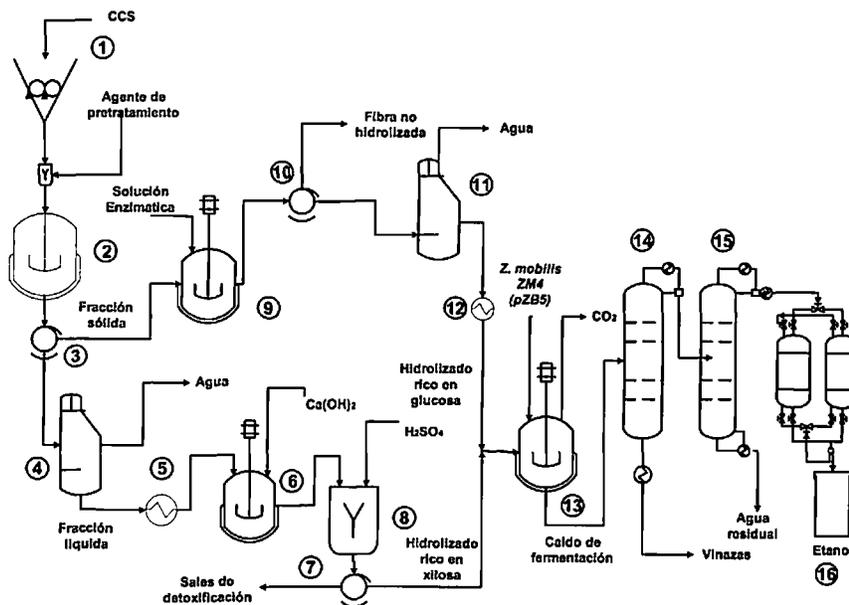 CCS
1
Agente de
pretratamiento
Y
2
Fracción
sólida
3
Agua
4
Fracción
liquida
5
Ca(OH)₂
6
H₂SO₄
8
7
Sales de
detoxificación
Solución
Enzimatica
9
10
Fibra no
hidrolizada
Agua
11
12
Hidrolizado
rico en
glucosa
Hidrolizado
rico en
xilosa
Z. mobilis
ZM4
(pZB5)
CO₂
13
Caldo de
fermentación
14
15
Vinazas
Agua
rosidual
Etano
16